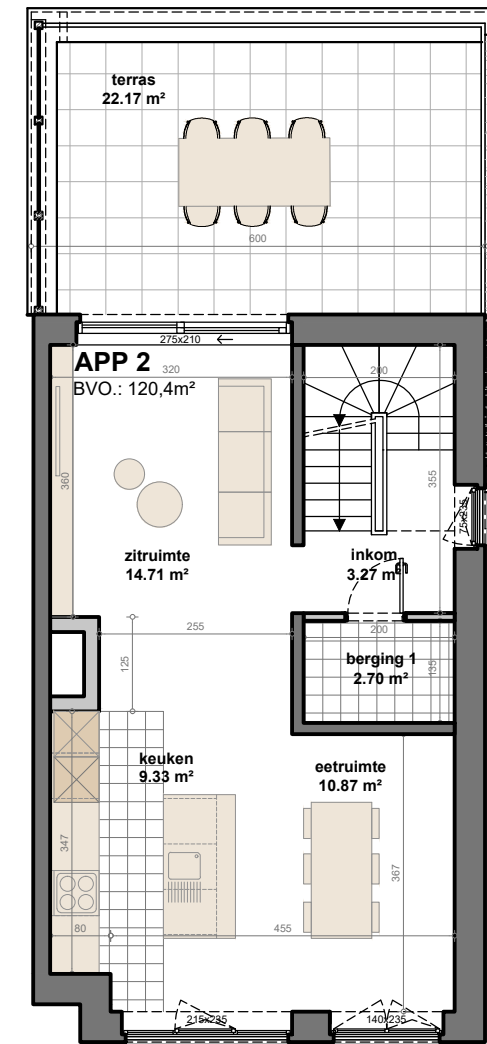 terras
22.17 m²
600
275x210
APP 2
320
200
BVO.: 120,4m²
360
355
75x235
zitruimte
14.71 m²
inkom
3.27 m²
255
200
125
berging 1
2.70 m²
135
keuken
9.33 m²
eetruimte
10.87 m²
347
367
80
455
215x235
140x235